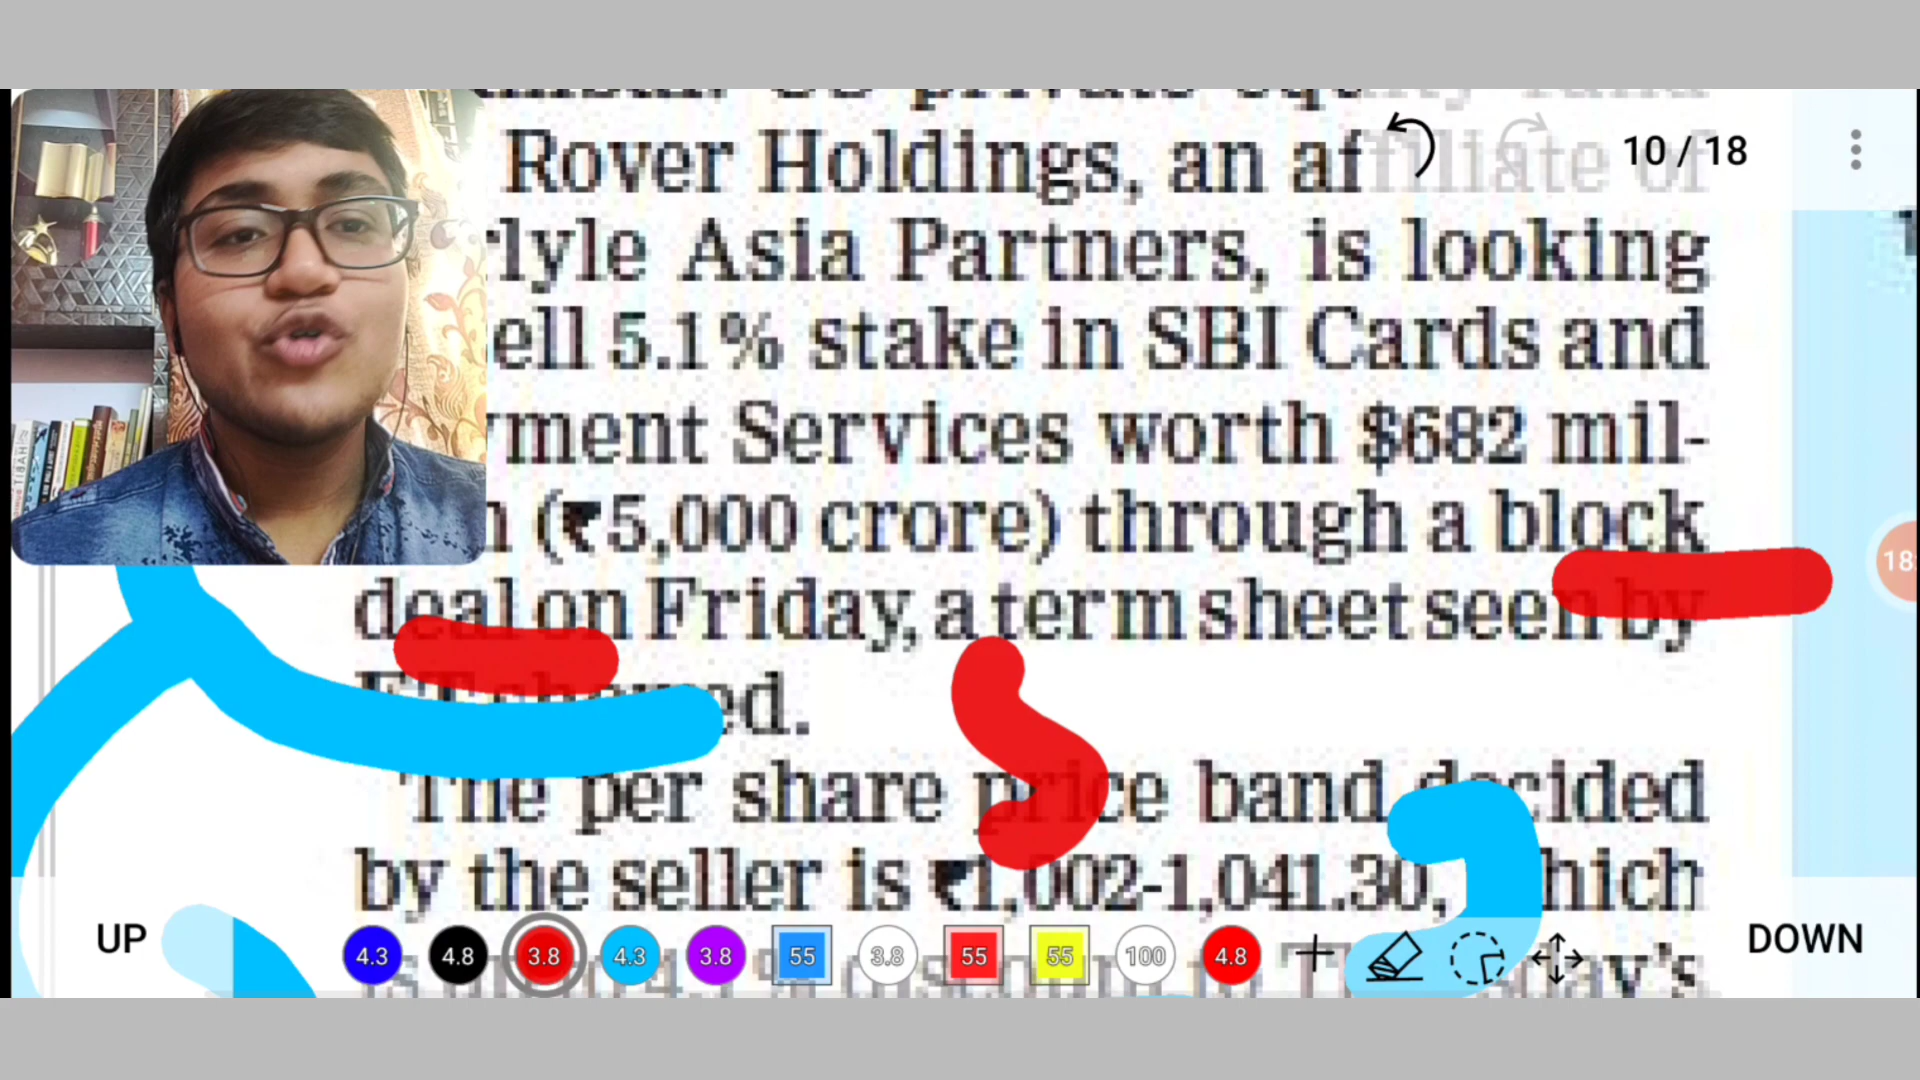 Rover Holdings, an affiliate of
lyle Asia Partners, is looking
ell 5.1% stake in SBI Cards and
ment Services worth $682 mil-
n (₹5,000 crore) through a block
deal on Friday, a term sheet seen by
ET showed.
The per share price band decided
by the seller is ₹1,002-1,041.30, which
10 / 18
18
UP
DOWN
4.3 4.8 3.8 4.3 3.8 55 3.8 55 55 100 4.8